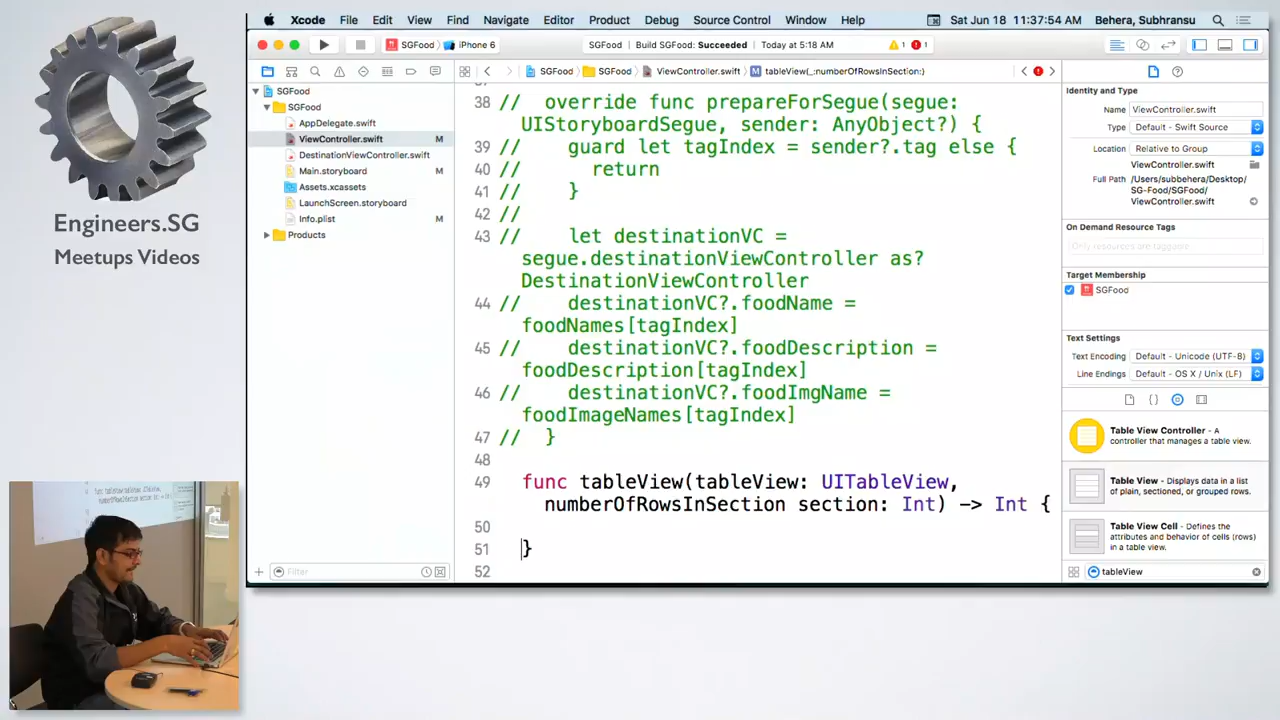 Xcode File Edit View Find Navigate Editor Product Debug Source Control Window Help Sat Jun 18 11:37:54 AM Behera, Subhransu
SGFood iPhone 6 SGFood Build SGFood: Succeeded Today at 5:18 AM 1 1
SGFood SGFood ViewController.swift tableView(_:numberOfRowsInSection:)
SGFood
SGFood
AppDelegate.swift
ViewController.swift M
DestinationViewController.swift
Main.storyboard M
Assets.xcassets
LaunchScreen.storyboard
Info.plist M
Products
Filter
38 // override func prepareForSegue(segue:
UIStoryboardSegue, sender: AnyObject?) {
39 // guard let tagIndex = sender?.tag else {
40 // return
41 // }
42 //
43 // let destinationVC =
segue.destinationViewController as?
DestinationViewController
44 // destinationVC?.foodName =
foodNames[tagIndex]
45 // destinationVC?.foodDescription =
foodDescription[tagIndex]
46 // destinationVC?.foodImgName =
foodImageNames[tagIndex]
47 // }
48
49 func tableView(tableView: UITableView,
numberOfRowsInSection section: Int) -> Int {
50
51 }
52
Identity and Type
Name ViewController.swift
Type Default - Swift Source
Location Relative to Group
ViewController.swift
Full Path /Users/subbehera/Desktop/
SG-Food/SGFood/
ViewController.swift
On Demand Resource Tags
Only resources are taggable
Target Membership
SGFood
Text Settings
Text Encoding Default - Unicode (UTF-8)
Line Endings Default - OS X / Unix (LF)
Table View Controller - A
controller that manages a table view.
Table View - Displays data in a list
of plain, sectioned, or grouped rows.
Table View Cell - Defines the
attributes and behavior of cells (rows)
in a table view.
tableView
Engineers.SG
Meetups Videos